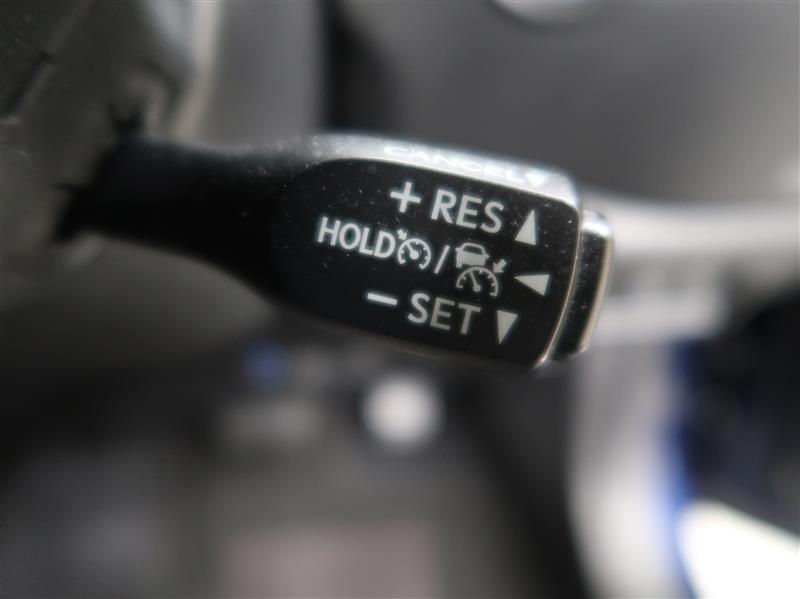 CANCEL
+ RES ▲
HOLD / ◀
- SET ▼